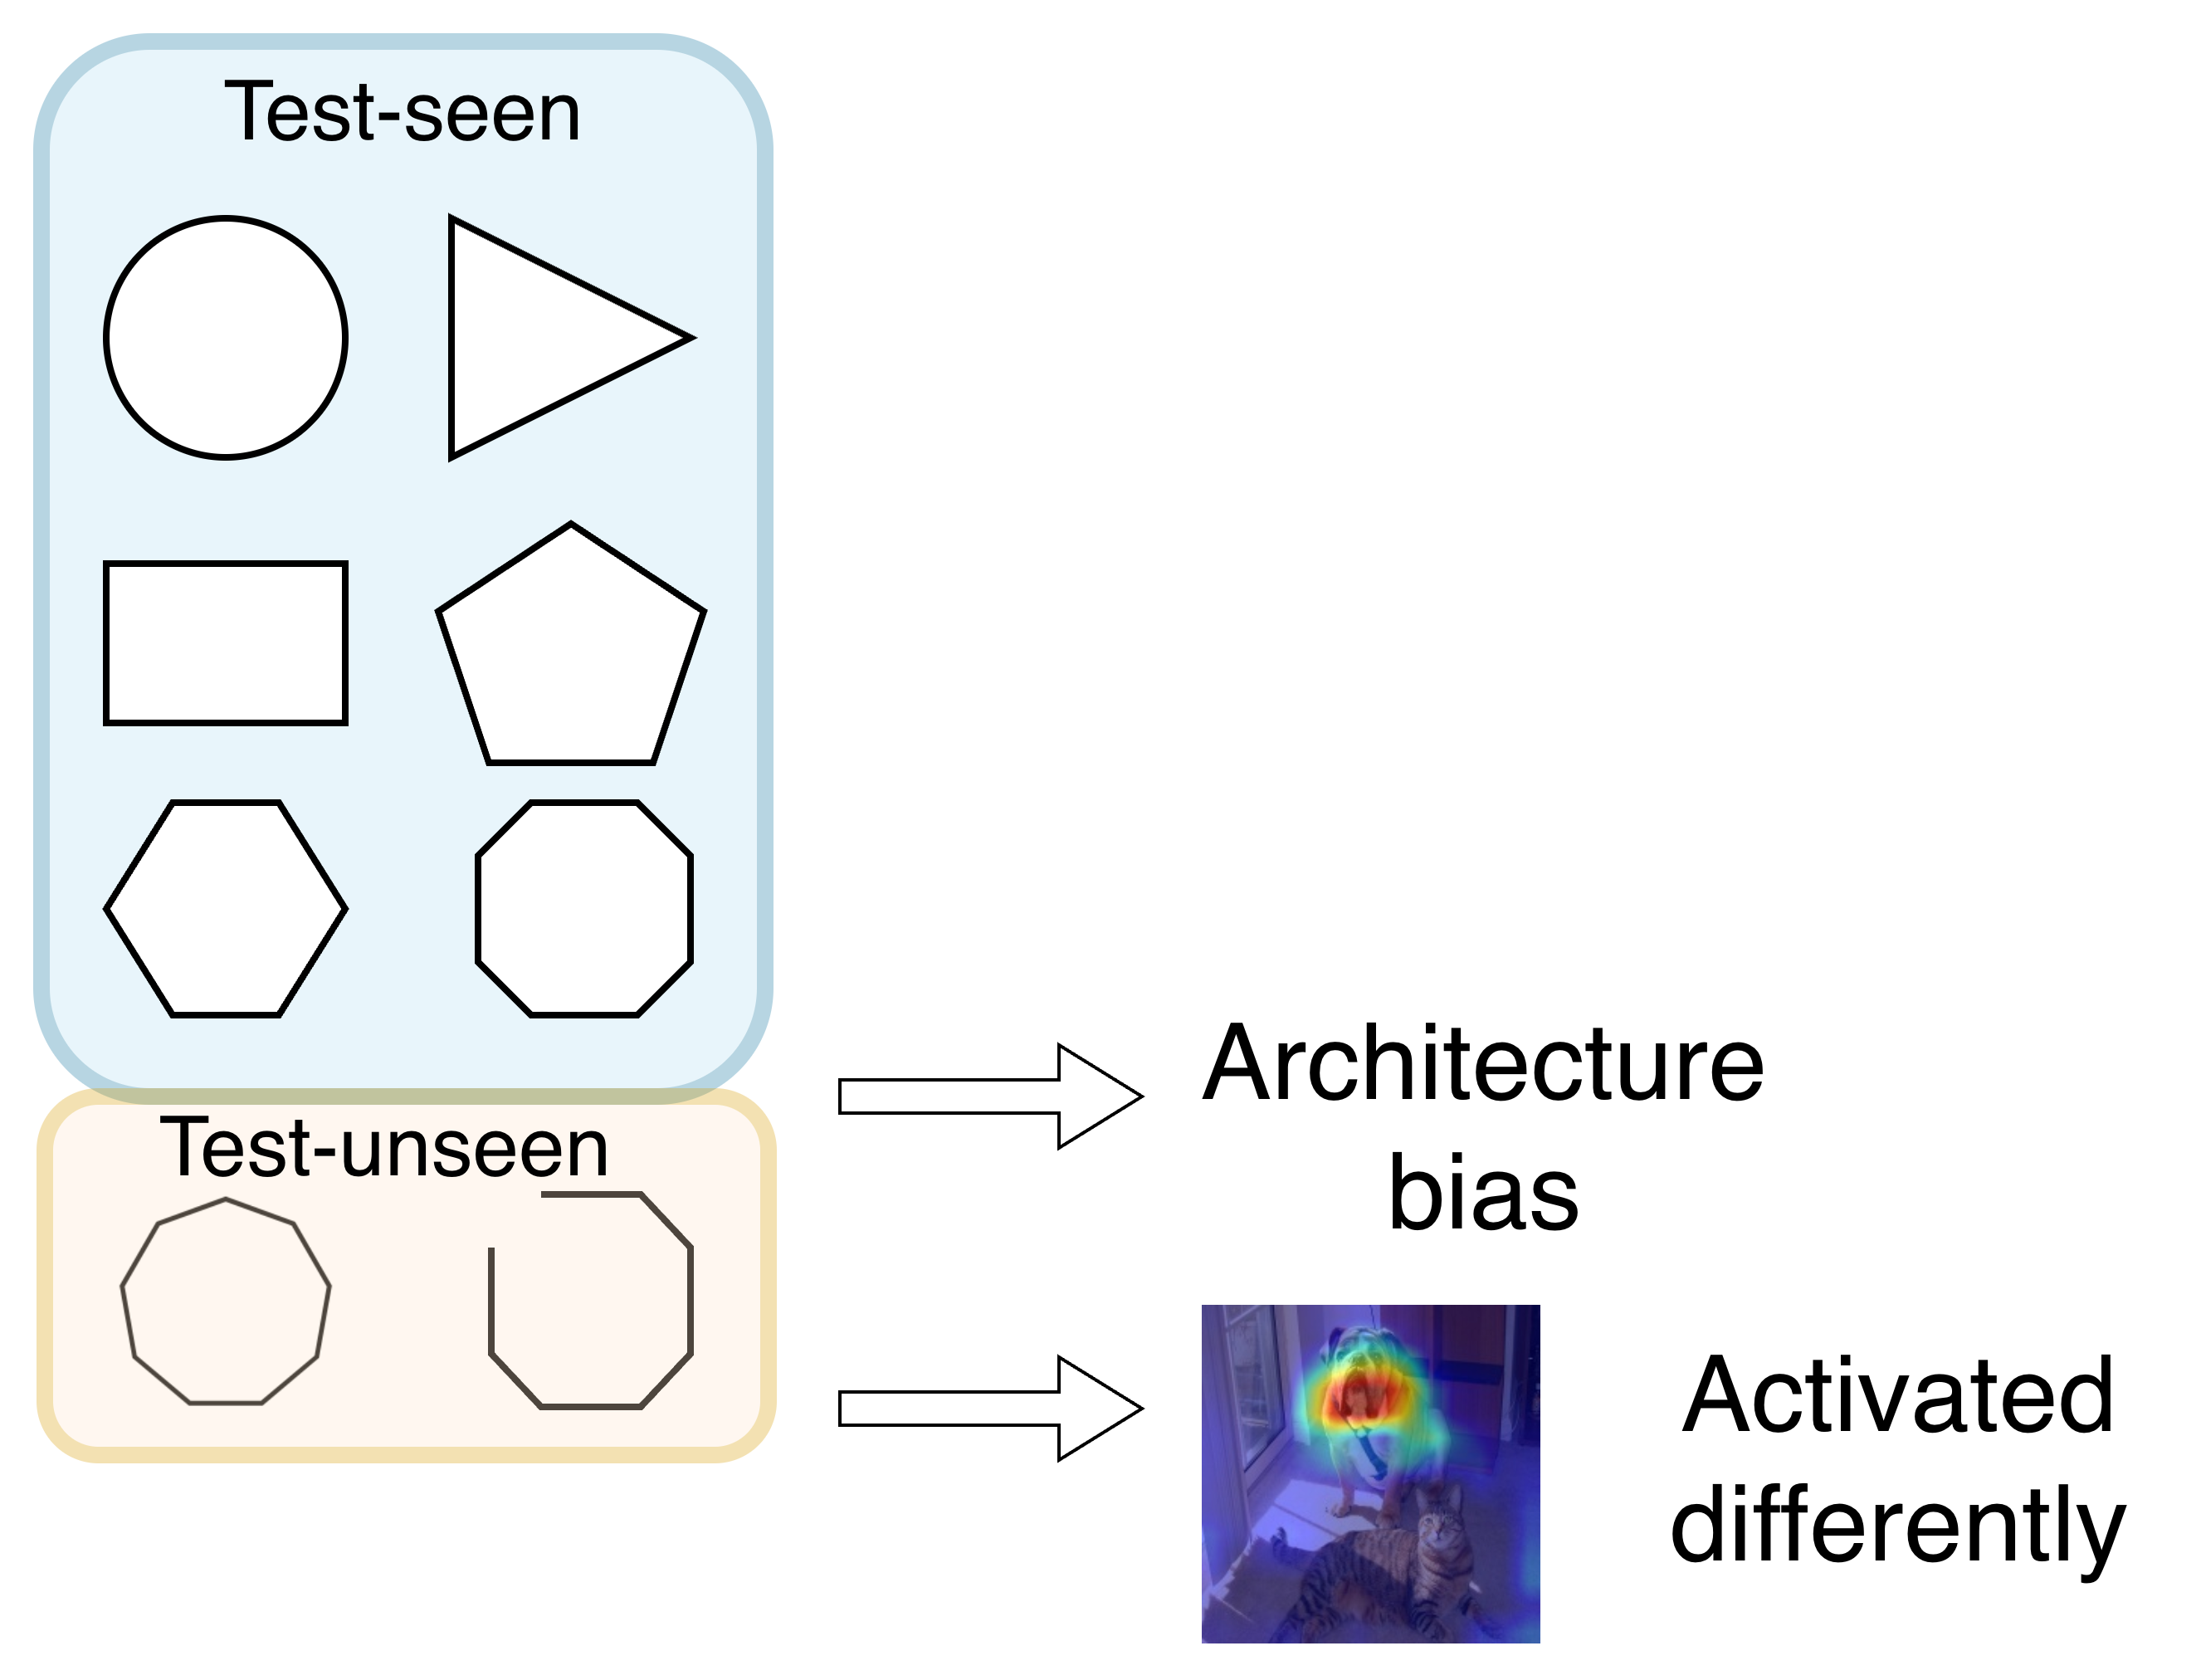 Test-seen
Test-unseen
Architecture
bias
Activated
differently